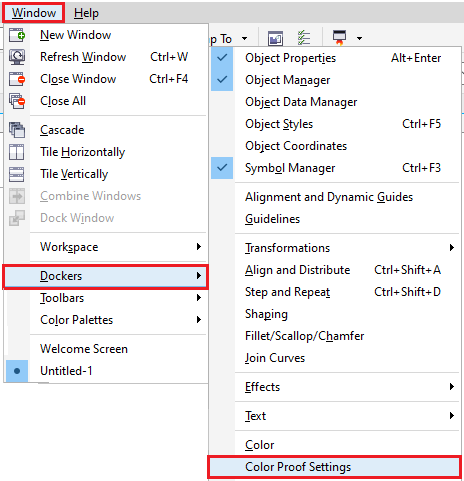 Window Help
New Window
Refresh Window Ctrl+W
Close Window Ctrl+F4
Close All
Cascade
Tile Horizontally
Tile Vertically
Combine Windows
Dock Window
Workspace
Dockers
Toolbars
Color Palettes
Welcome Screen
Untitled-1
To
Object Properties Alt+Enter
Object Manager
Object Data Manager
Object Styles Ctrl+F5
Object Coordinates
Symbol Manager Ctrl+F3
Alignment and Dynamic Guides
Guidelines
Transformations
Align and Distribute Ctrl+Shift+A
Step and Repeat Ctrl+Shift+D
Shaping
Fillet/Scallop/Chamfer
Join Curves
Effects
Text
Color
Color Proof Settings